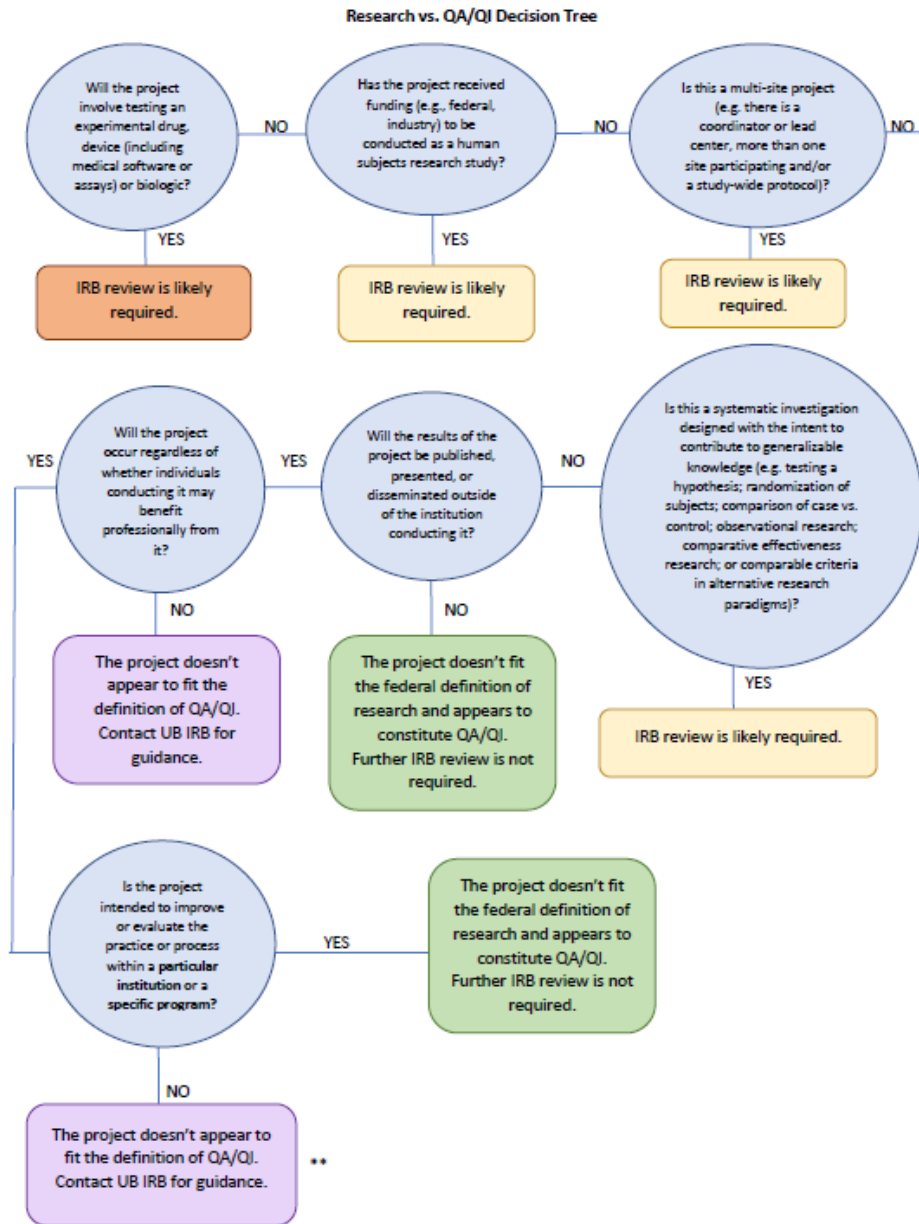 Research vs. QA/QI Decision Tree
Will the project
involve testing an
experimental drug,
device (including
medical software or
assays) or biologic?
NO
Has the project received
funding (e.g., federal,
industry) to be
conducted as a human
subjects research study?
NO
Is this a multi-site project
(e.g. there is a
coordinator or lead
center, more than one
site participating and/or
a study-wide protocol)?
NO
YES
YES
YES
IRB review is likely
required.
IRB review is likely
required.
IRB review is likely
required.
Is this a systematic investigation
designed with the intent to
contribute to generalizable
knowledge (e.g. testing a
hypothesis; randomization of
subjects; comparison of case vs.
control; observational research;
comparative effectiveness
research; or comparable criteria
in alternative research
paradigms)?
NO
YES
IRB review is likely required.
Will the results of the
project be published,
presented, or
disseminated outside
of the institution
conducting it?
YES
NO
The project doesn't fit
the federal definition of
research and appears to
constitute QA/QI.
Further IRB review is not
required.
Will the project
occur regardless of
whether individuals
conducting it may
benefit
professionally from
it?
YES
NO
The project doesn't
appear to fit the
definition of QA/QI.
Contact UB IRB for
guidance.
Is the project
intended to improve
or evaluate the
practice or process
within a particular
institution or a
specific program?
YES
The project doesn't fit
the federal definition of
research and appears to
constitute QA/QI.
Further IRB review is not
required.
NO
The project doesn't appear to
fit the definition of QA/QI.
Contact UB IRB for guidance.
**